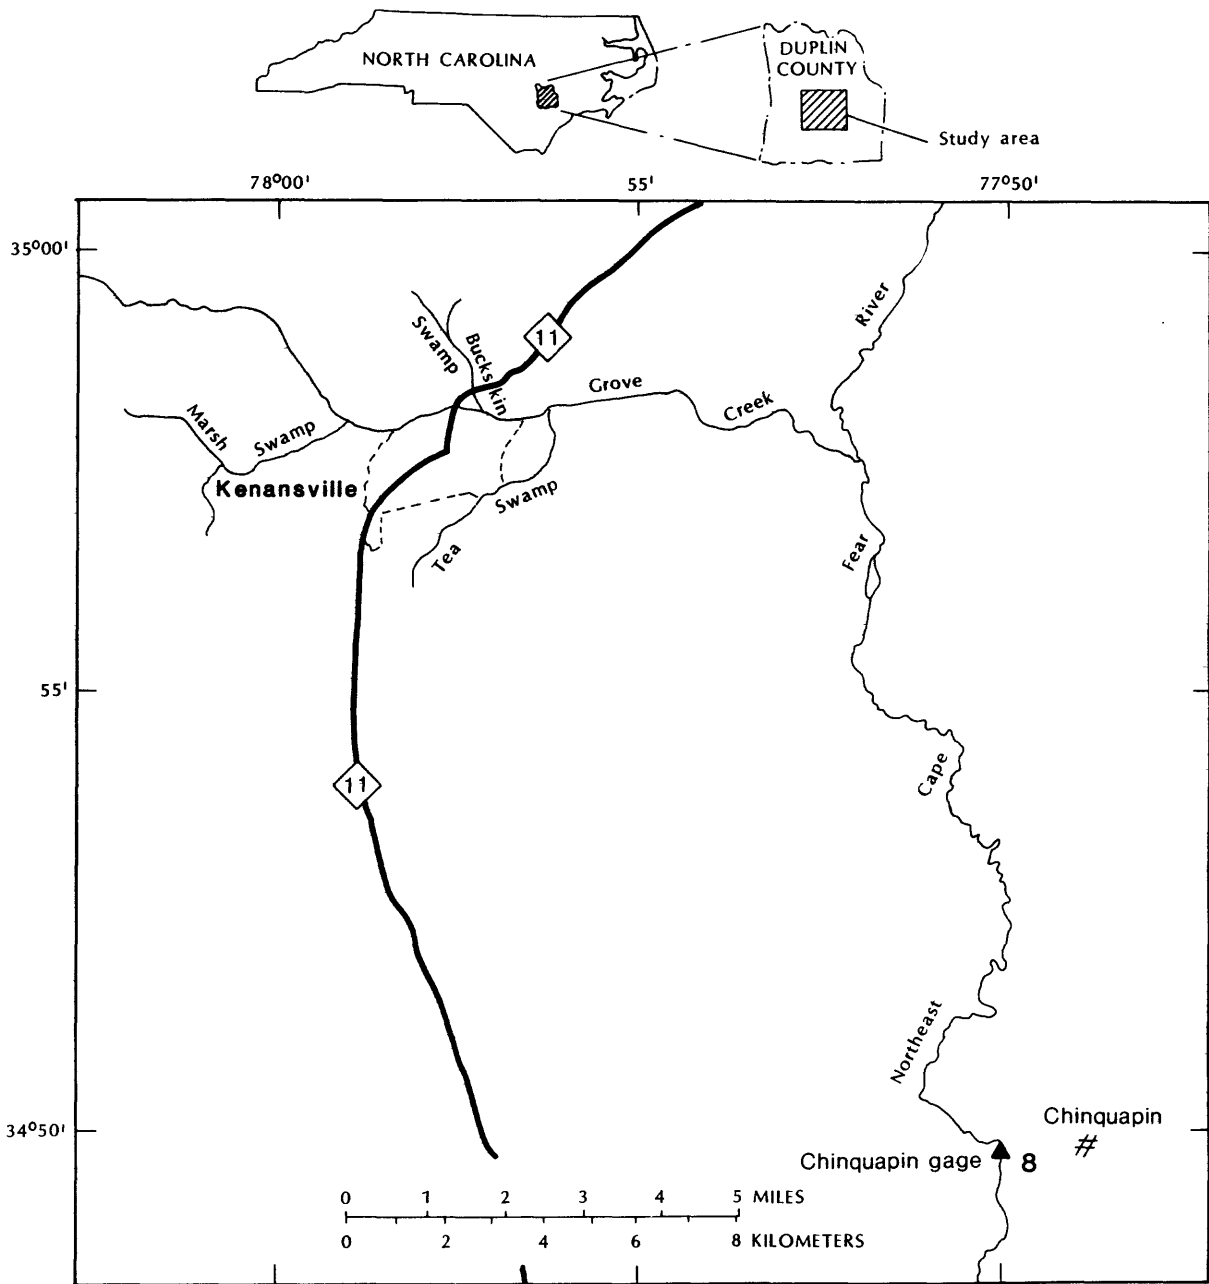 NORTH CAROLINA
DUPLIN
COUNTY
Study area
78°00'
55'
77°50'
35°00'
River
11
Swamp
Buckskin
Grove
Creek
Marsh
Swamp
Kenansville
Swamp
Tea
Fear
55'
Cape
11
Northeast
Chinquapin
#
34°50'
Chinquapin gage
8
0 1 2 3 4 5 MILES
0 2 4 6 8 KILOMETERS